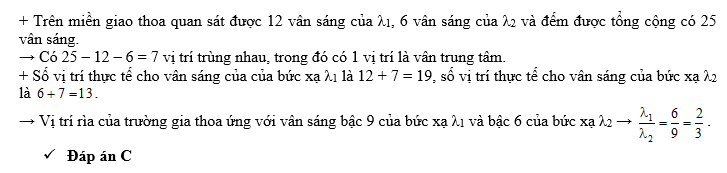 + Trên miền giao thoa quan sát được 12 vân sáng của λ₁, 6 vân sáng của λ₂ và đếm được tổng cộng có 25
vân sáng.
→ Có 25 – 12 – 6 = 7 vị trí trùng nhau, trong đó có 1 vị trí là vân trung tâm.
+ Số vị trí thực tế cho vân sáng của của bức xạ λ₁ là 12 + 7 = 19, số vị trí thực tế cho vân sáng của bức xạ λ₂
là 6 + 7 = 13.
→ Vị trí rìa của trường gia thoa ứng với vân sáng bậc 9 của bức xạ λ₁ và bậc 6 của bức xạ λ₂ → λ₁/λ₂ = 6/9 = 2/3 .
✓ Đáp án C